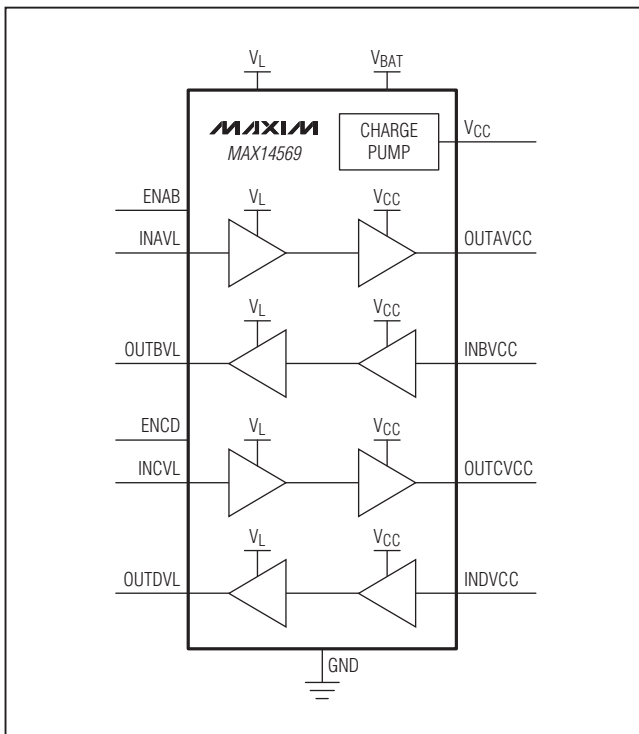 VL VBAT
MAXIM
MAX14569
CHARGE
PUMP
VCC
ENAB
VL VCC
INAVL OUTAVCC
VL VCC
OUTBVL INBVCC
ENCD
VL VCC
INCVL OUTCVCC
VL VCC
OUTDVL INDVCC
GND